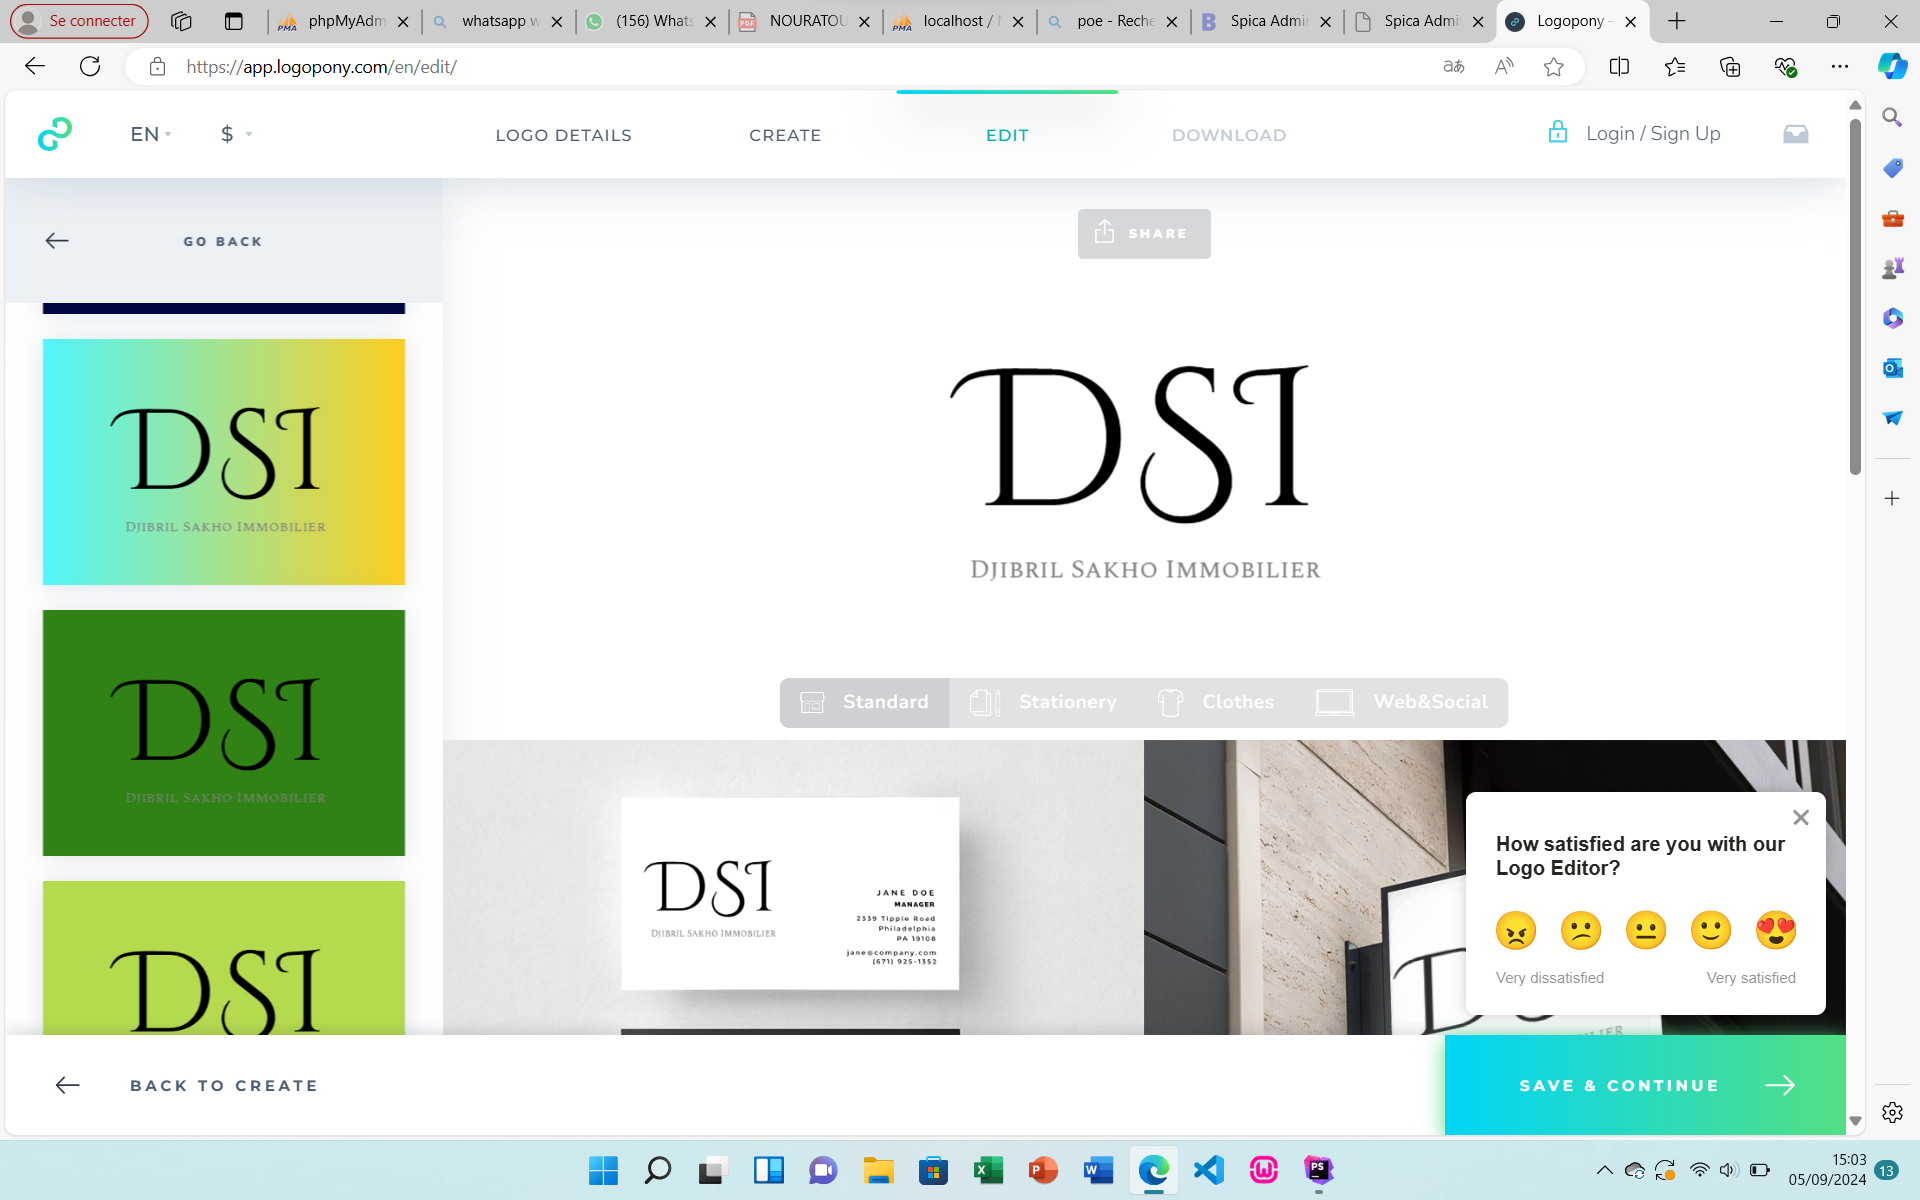 Se connecter
phpMyAdm
whatsapp w
(156) Whats
NOURATOU
localhost /
poe - Reche
Spica Admi
Spica Admi
Logopony -
https://app.logopony.com/en/edit/
EN
$
LOGO DETAILS
CREATE
EDIT
DOWNLOAD
Login / Sign Up
GO BACK
SHARE
DSI
DJIBRIL SAKHO IMMOBILIER
DSI
DJIBRIL SAKHO IMMOBILIER
DSI
DJIBRIL SAKHO IMMOBILIER
DSI
Standard
Stationery
Clothes
Web&Social
DSI
DJIBRIL SAKHO IMMOBILIER
JANE DOE
MANAGER
2339 Tipple Road
Philadelphia
PA 19108
jane@company.com
(671) 925-1352
How satisfied are you with our
Logo Editor?
Very dissatisfied
Very satisfied
BACK TO CREATE
SAVE & CONTINUE
15:03
05/09/2024
13